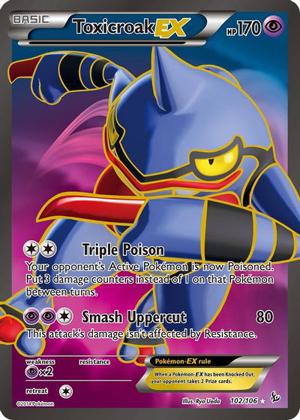 BASIC
Toxicroak EX
HP 170
Triple Poison
Your opponent's Active Pokémon is now Poisoned.
Put 3 damage counters instead of 1 on that Pokémon
between turns.
Smash Uppercut 80
This attack's damage isn't affected by Resistance.
weakness resistance
×2
retreat
Pokémon-EX rule
When a Pokémon-EX has been Knocked Out,
your opponent takes 2 Prize cards.
Illus. Ryo Ueda
102/106
©2014 Pokémon